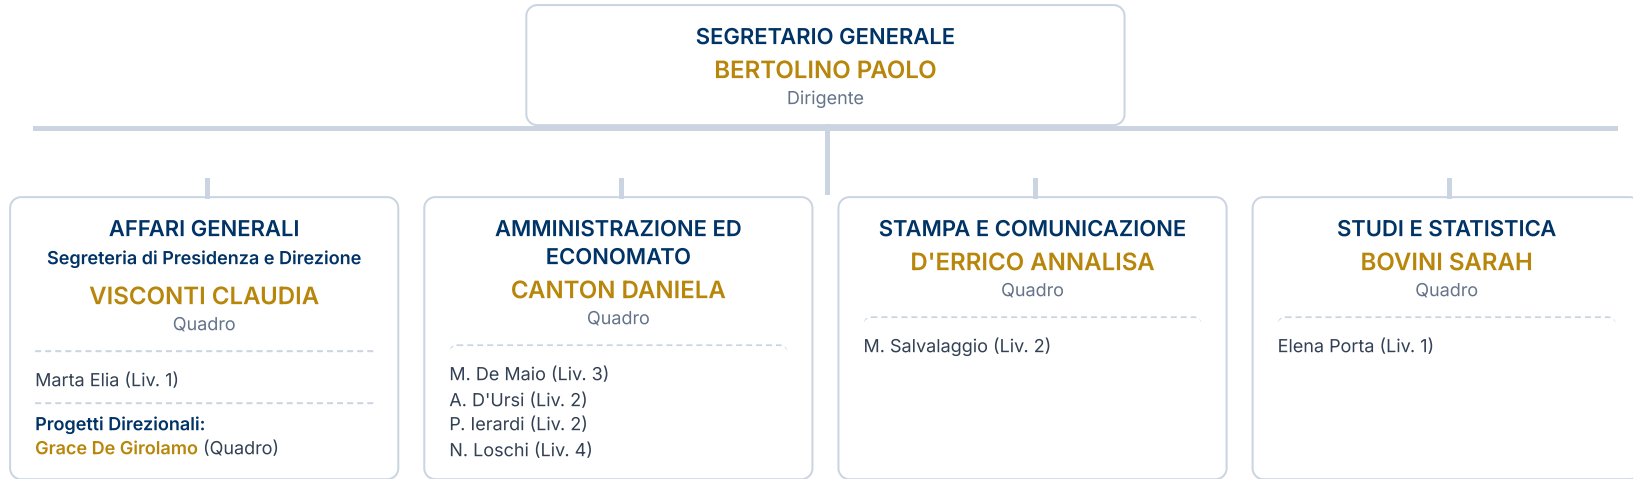 SEGRETARIO GENERALE
BERTOLINO PAOLO
Dirigente
AFFARI GENERALI
Segreteria di Presidenza e Direzione
VISCONTI CLAUDIA
Quadro
Marta Elia (Liv. 1)
Progetti Direzionali:
Grace De Girolamo (Quadro)
AMMINISTRAZIONE ED
ECONOMATO
CANTON DANIELA
Quadro
M. De Maio (Liv. 3)
A. D'Ursi (Liv. 2)
P. Ierardi (Liv. 2)
N. Loschi (Liv. 4)
STAMPA E COMUNICAZIONE
D'ERRICO ANNALISA
Quadro
M. Salvalaggio (Liv. 2)
STUDI E STATISTICA
BOVINI SARAH
Quadro
Elena Porta (Liv. 1)